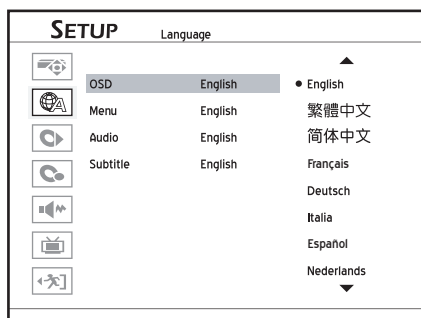 SETUP Language
OSD English
Menu English
Audio English
Subtitle English
English
繁體中文
简体中文
Français
Deutsch
Italia
Español
Nederlands